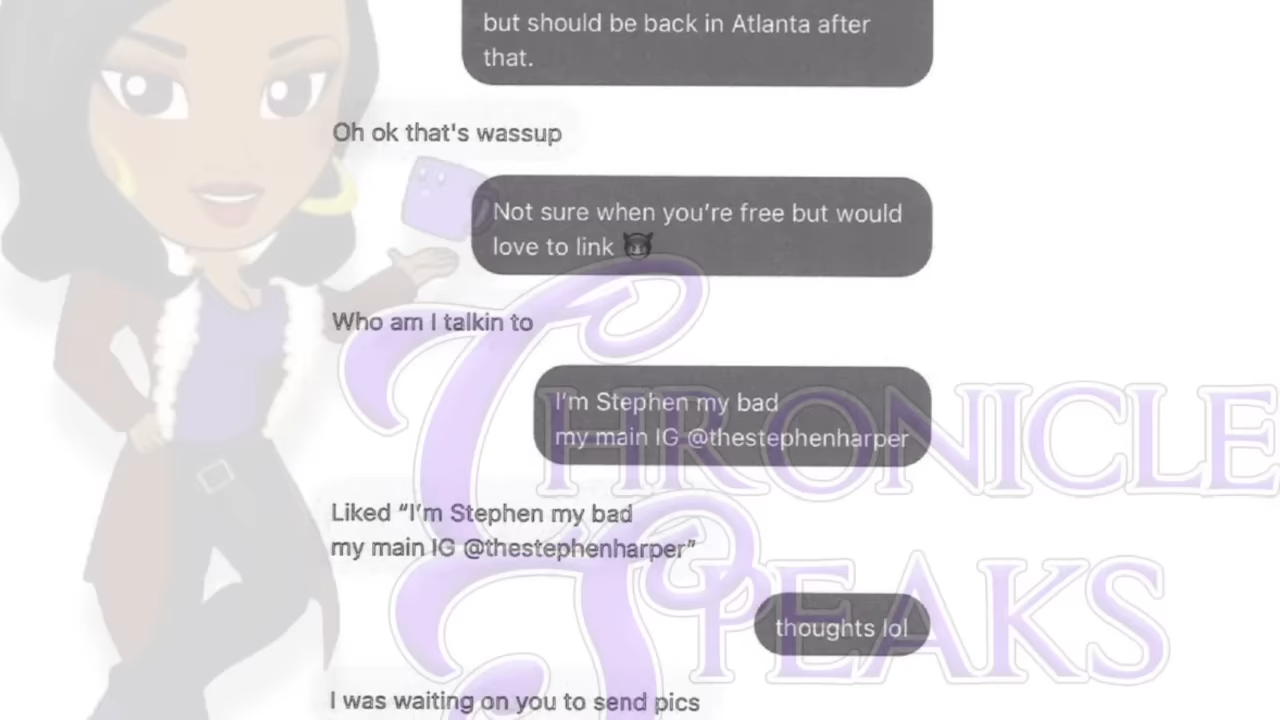 but should be back in Atlanta after
that.
Oh ok that's wassup
Not sure when you’re free but would
love to link 😈
Who am I talkin to
I’m Stephen my bad
my main IG @thestephenharper
Liked “I’m Stephen my bad
my main IG @thestephenharper”
thoughts lol
I was waiting on you to send pics
THRONICLE
SPEAKS